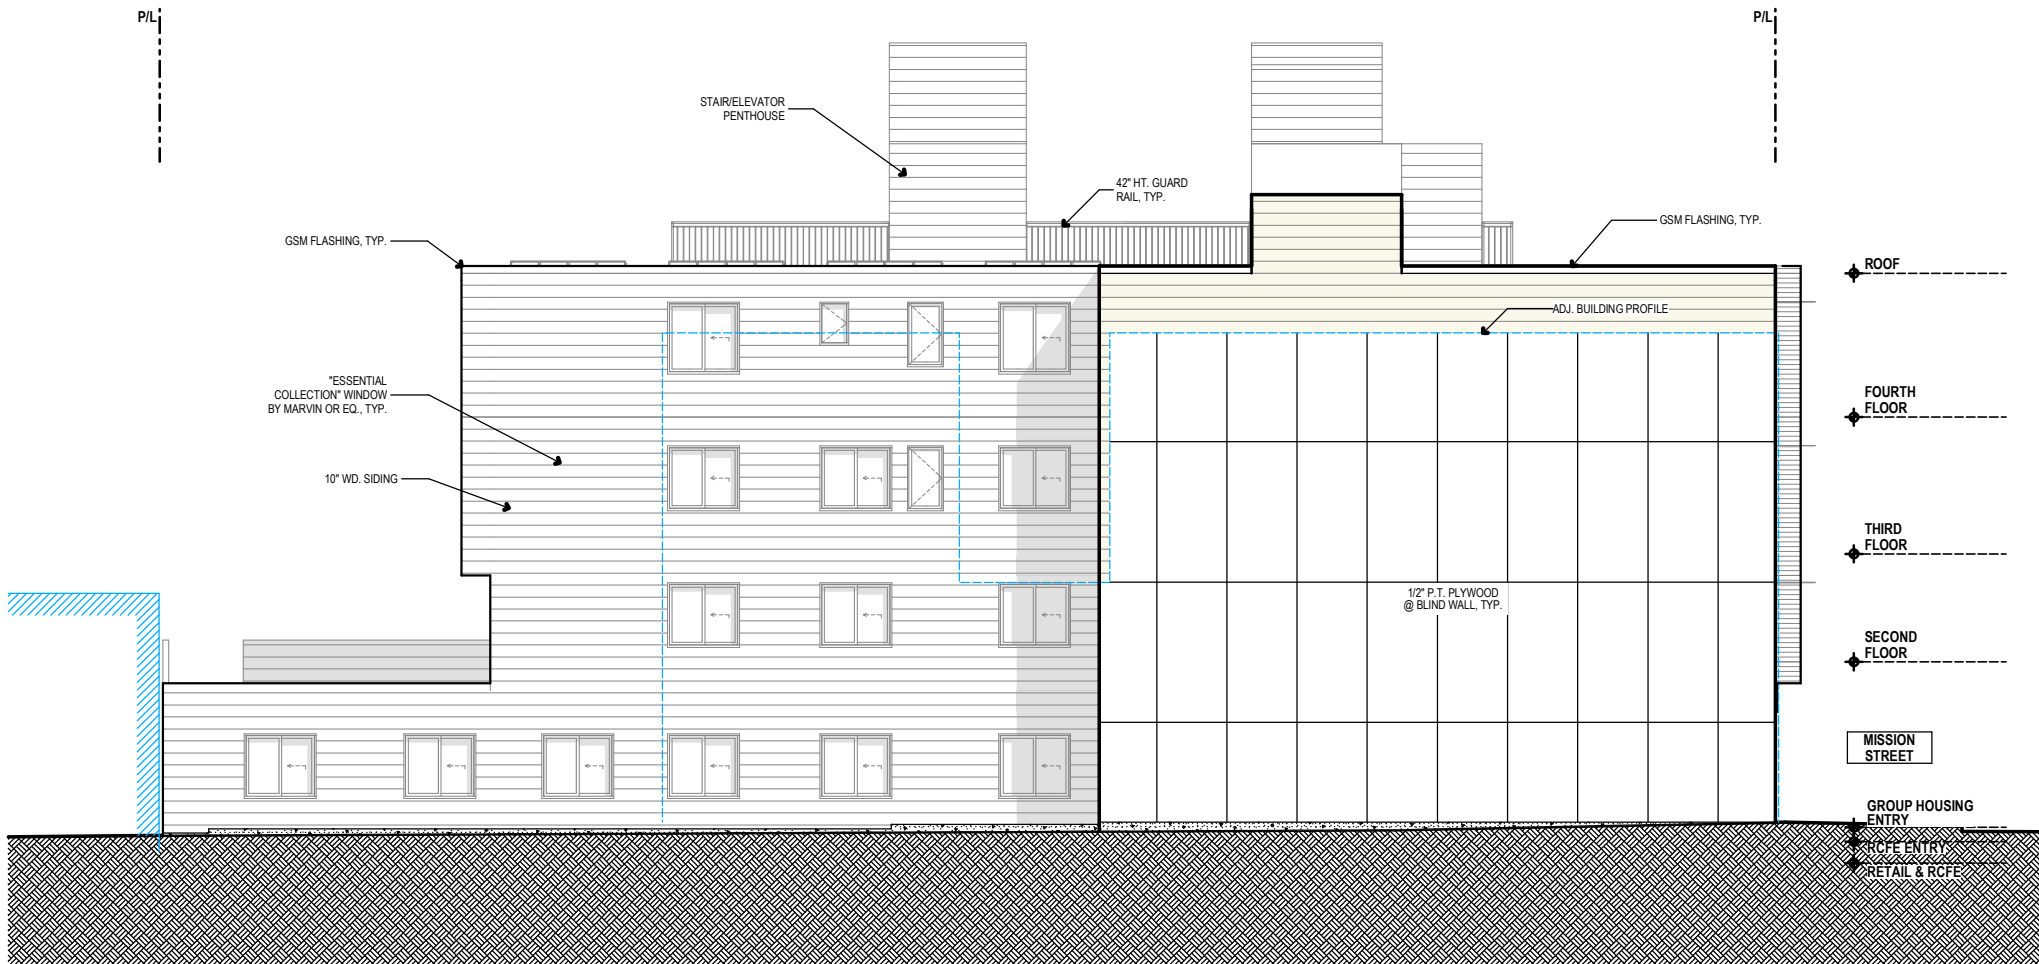 P/L
P/L
STAIR/ELEVATOR
PENTHOUSE
42" HT. GUARD
RAIL, TYP.
GSM FLASHING, TYP.
GSM FLASHING, TYP.
ROOF
ADJ. BUILDING PROFILE
"ESSENTIAL
COLLECTION" WINDOW
BY MARVIN OR EQ., TYP.
FOURTH
FLOOR
10" WD. SIDING
THIRD
FLOOR
1/2" P.T. PLYWOOD
@ BLIND WALL, TYP.
SECOND
FLOOR
MISSION
STREET
GROUP HOUSING
ENTRY
RCFE ENTRY
RETAIL & RCFE